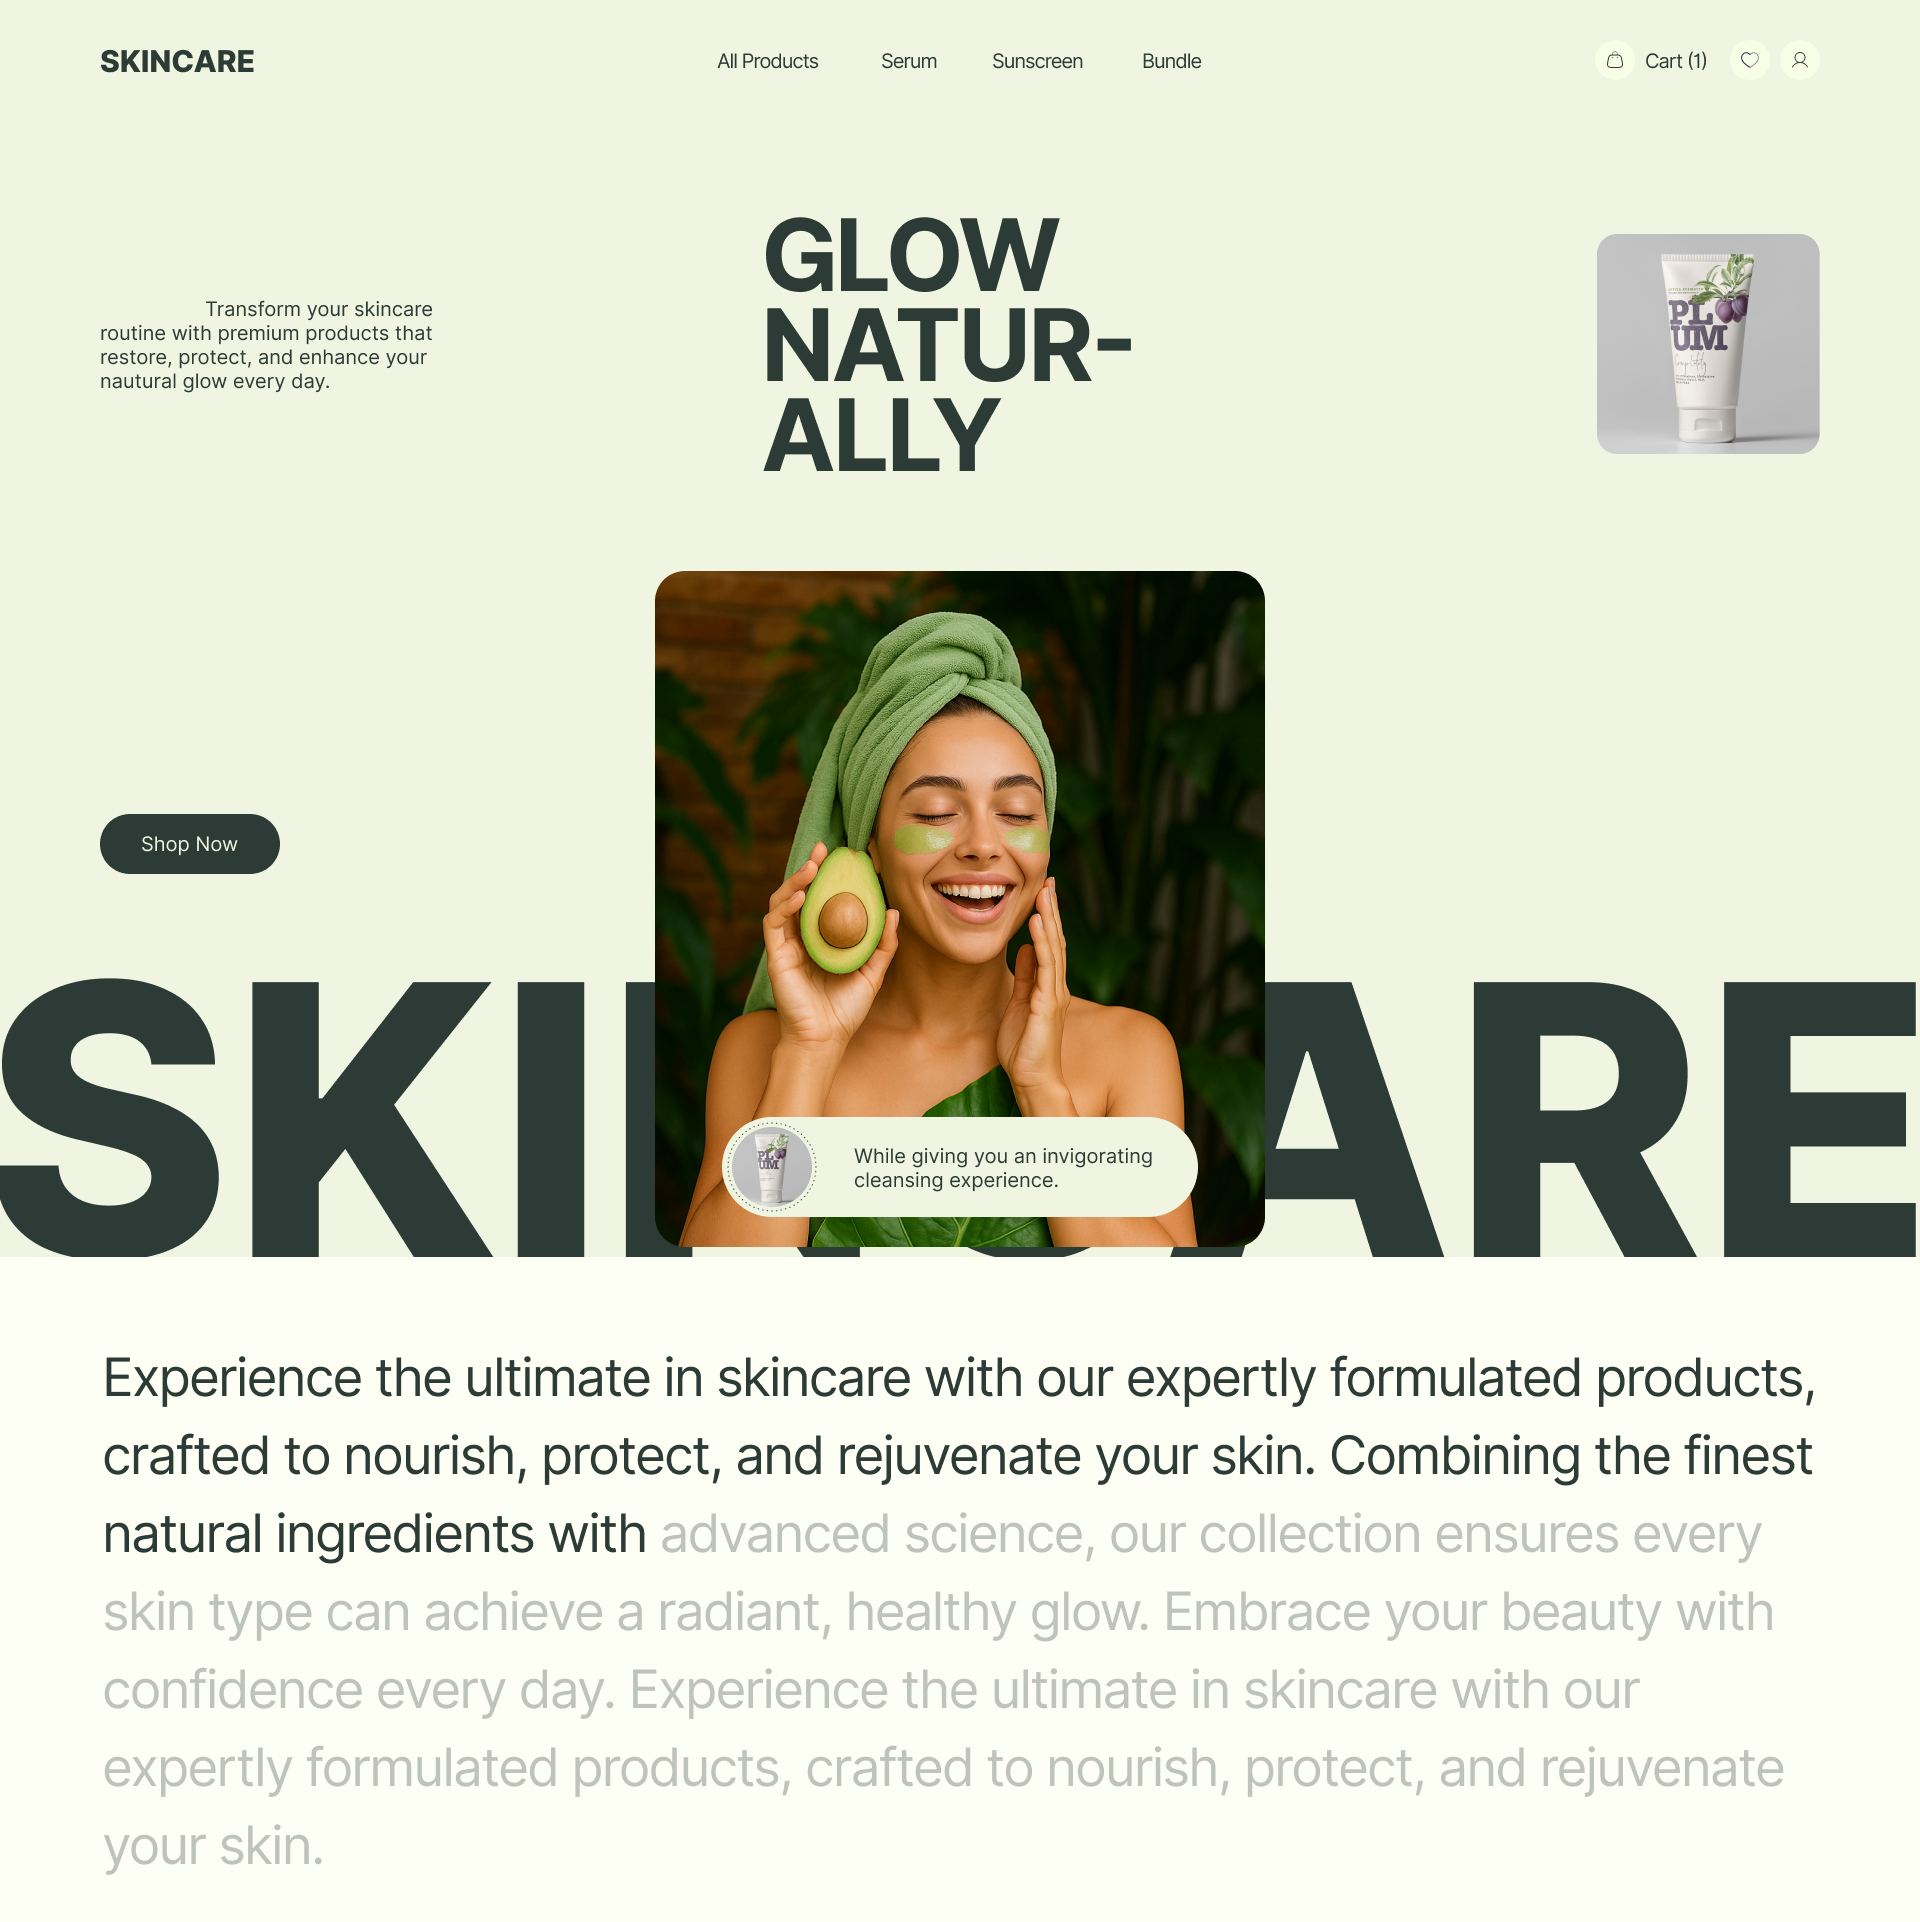 SKINCARE
All Products
Serum
Sunscreen
Bundle
Cart (1)
GLOW
NATUR-
ALLY
Transform your skincare
routine with premium products that
restore, protect, and enhance your
nautural glow every day.
PL
UM
Shop Now
SKINCARE
PL
UM
While giving you an invigorating
cleansing experience.
Experience the ultimate in skincare with our expertly formulated products,
crafted to nourish, protect, and rejuvenate your skin. Combining the finest
natural ingredients with advanced science, our collection ensures every
skin type can achieve a radiant, healthy glow. Embrace your beauty with
confidence every day. Experience the ultimate in skincare with our
expertly formulated products, crafted to nourish, protect, and rejuvenate
your skin.